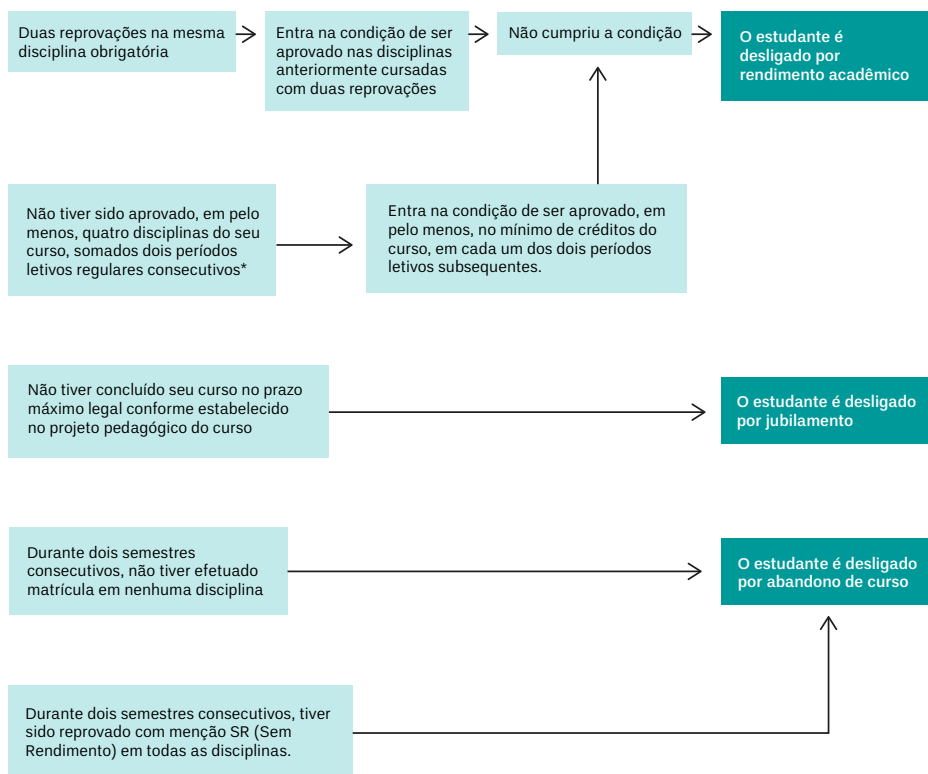 Duas reprovações na mesma
disciplina obrigatória
Entra na condição de ser
aprovado nas disciplinas
anteriormente cursadas
com duas reprovações
Não cumpriu a condição
O estudante é
desligado por
rendimento acadêmico
Não tiver sido aprovado, em pelo
menos, quatro disciplinas do seu
curso, somados dois períodos
letivos regulares consecutivos*
Entra na condição de ser aprovado, em
pelo menos, no mínimo de créditos do
curso, em cada um dos dois períodos
letivos subsequentes.
Não tiver concluído seu curso no prazo
máximo legal conforme estabelecido
no projeto pedagógico do curso
O estudante é desligado
por jubilamento
Durante dois semestres
consecutivos, não tiver efetuado
matrícula em nenhuma disciplina
O estudante é desligado
por abandono de curso
Durante dois semestres consecutivos, tiver
sido reprovado com menção SR (Sem
Rendimento) em todas as disciplinas.